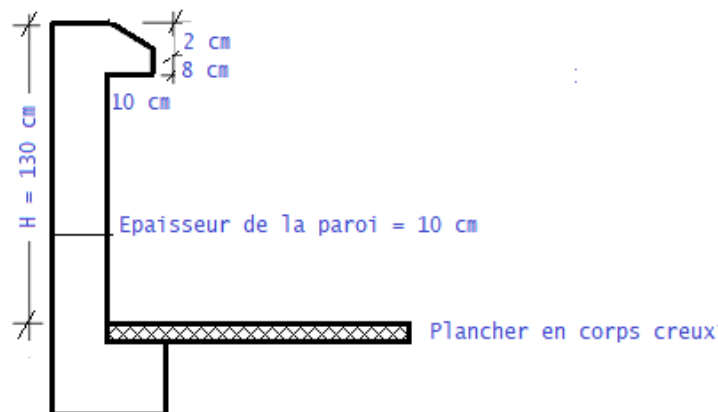 2 cm
8 cm
10 cm
H = 130 cm
Epaisseur de la paroi = 10 cm
Plancher en corps creux